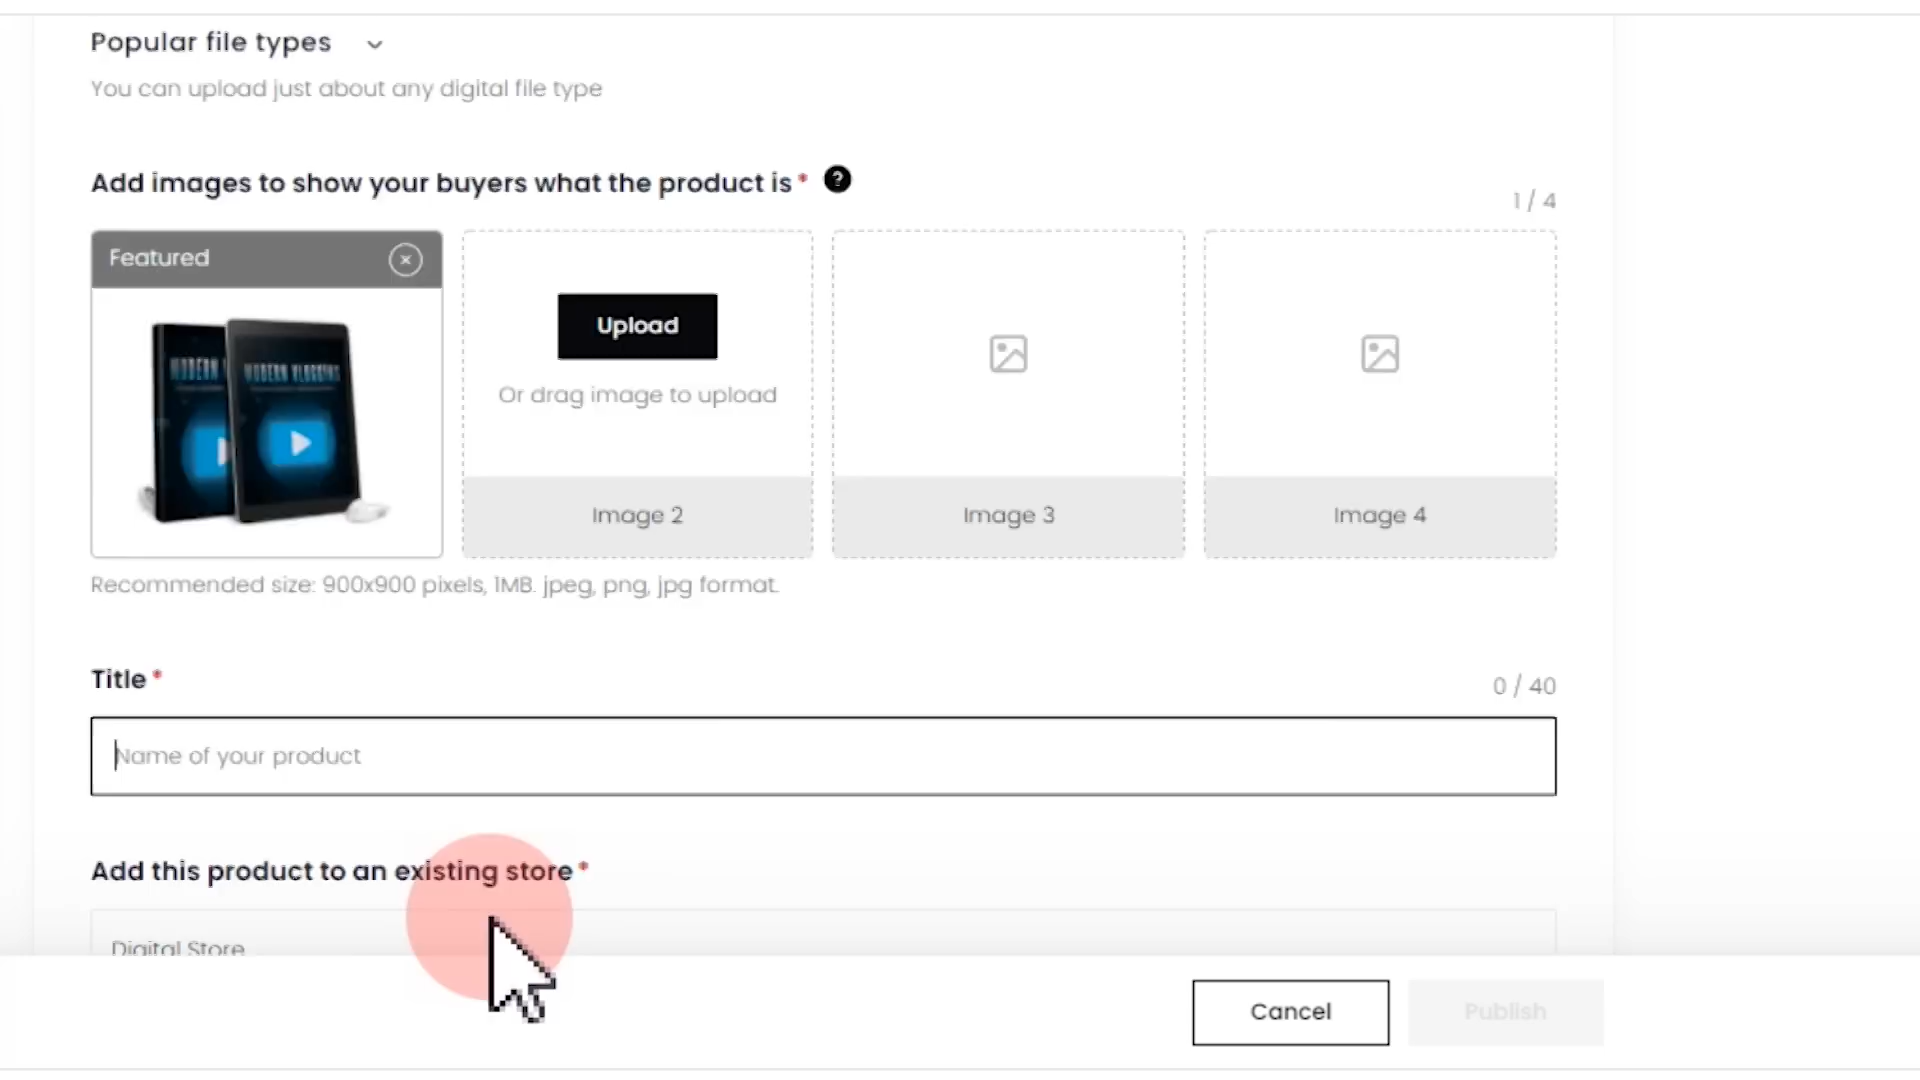 Popular file types
You can upload just about any digital file type
Add images to show your buyers what the product is * ?
1 / 4
Featured
MODERN
MODERN VLOGGING
Upload
Or drag image to upload
Image 2
Image 3
Image 4
Recommended size: 900x900 pixels, 1MB. jpeg, png, jpg format.
Title *
0 / 40
Name of your product
Add this product to an existing store *
Digital Store
Cancel
Publish